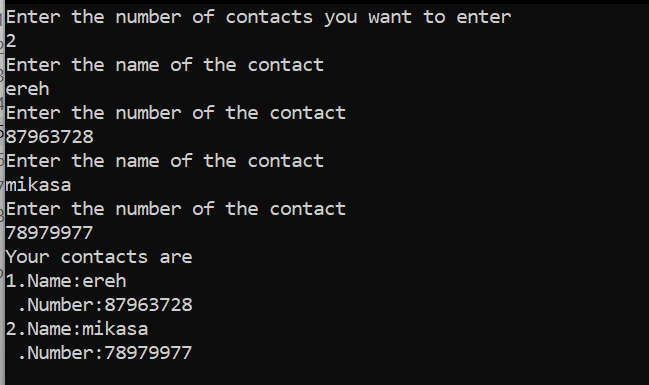 Enter the number of contacts you want to enter
2
Enter the name of the contact
ereh
Enter the number of the contact
87963728
Enter the name of the contact
mikasa
Enter the number of the contact
78979977
Your contacts are
1.Name:ereh
 .Number:87963728
2.Name:mikasa
 .Number:78979977